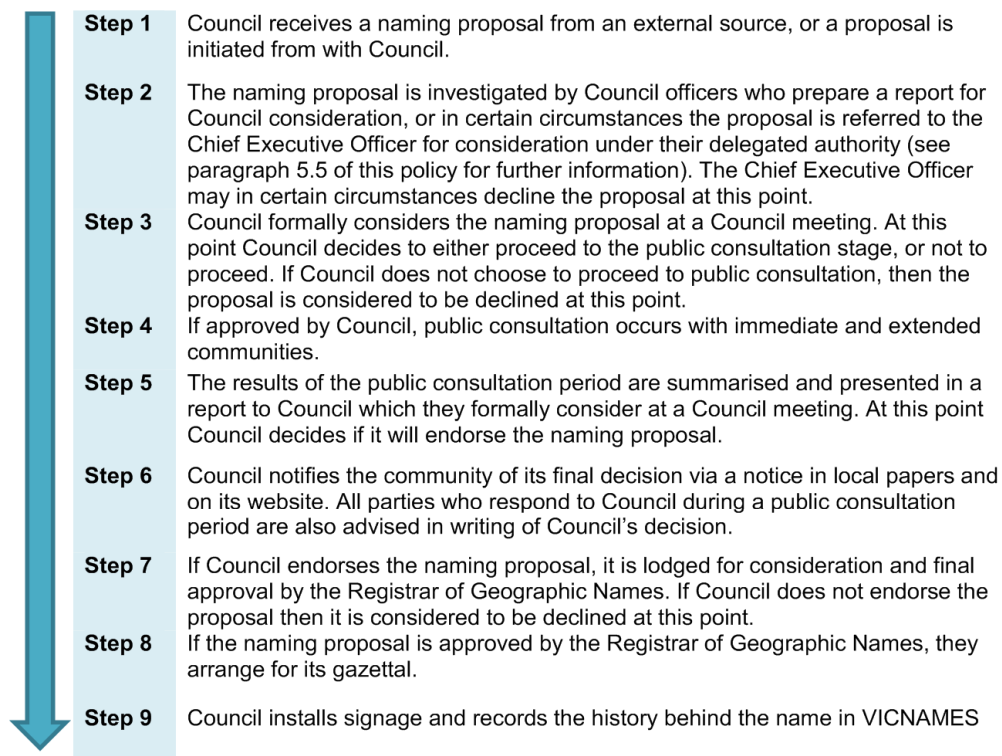 Step 1 Council receives a naming proposal from an external source, or a proposal is
initiated from with Council.
Step 2 The naming proposal is investigated by Council officers who prepare a report for
Council consideration, or in certain circumstances the proposal is referred to the
Chief Executive Officer for consideration under their delegated authority (see
paragraph 5.5 of this policy for further information). The Chief Executive Officer
may in certain circumstances decline the proposal at this point.
Step 3 Council formally considers the naming proposal at a Council meeting. At this
point Council decides to either proceed to the public consultation stage, or not to
proceed. If Council does not choose to proceed to public consultation, then the
proposal is considered to be declined at this point.
Step 4 If approved by Council, public consultation occurs with immediate and extended
communities.
Step 5 The results of the public consultation period are summarised and presented in a
report to Council which they formally consider at a Council meeting. At this point
Council decides if it will endorse the naming proposal.
Step 6 Council notifies the community of its final decision via a notice in local papers and
on its website. All parties who respond to Council during a public consultation
period are also advised in writing of Council's decision.
Step 7 If Council endorses the naming proposal, it is lodged for consideration and final
approval by the Registrar of Geographic Names. If Council does not endorse the
proposal then it is considered to be declined at this point.
Step 8 If the naming proposal is approved by the Registrar of Geographic Names, they
arrange for its gazettal.
Step 9 Council installs signage and records the history behind the name in VICNAMES